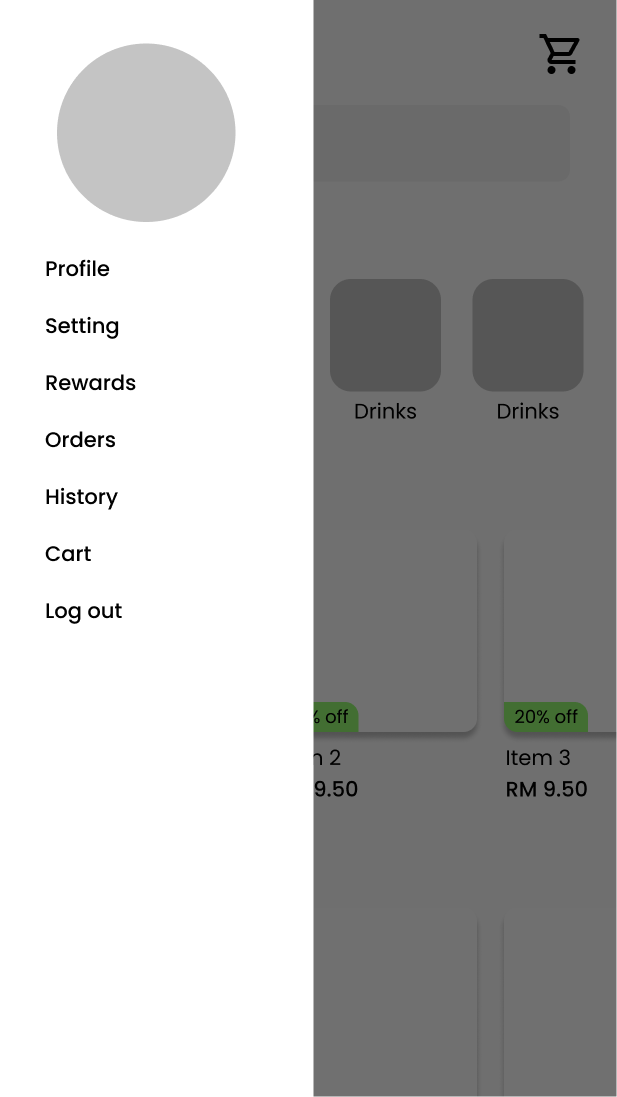 Profile
Setting
Rewards
Orders
History
Cart
Log out
Drinks Drinks
% off 20% off
2 Item 3
9.50 RM 9.50